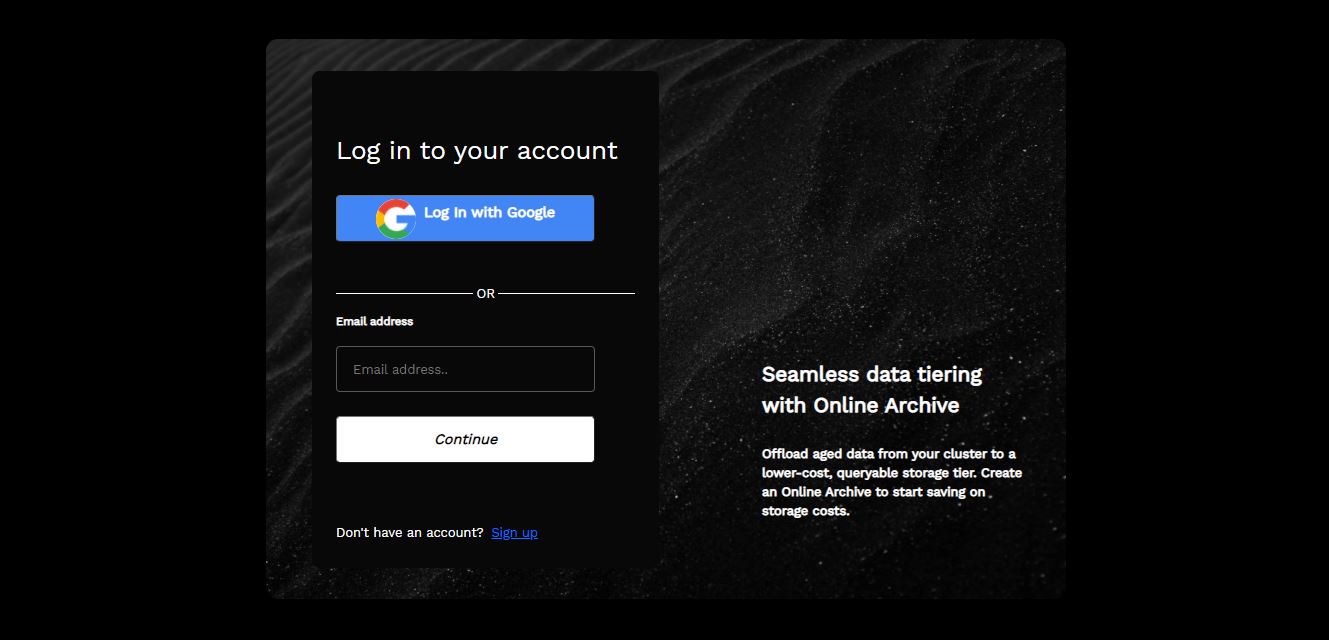 Log in to your account
Log In with Google
OR
Email address
Email address..
Continue
Don't have an account? Sign up
Seamless data tiering
with Online Archive
Offload aged data from your cluster to a
lower-cost, queryable storage tier. Create
an Online Archive to start saving on
storage costs.